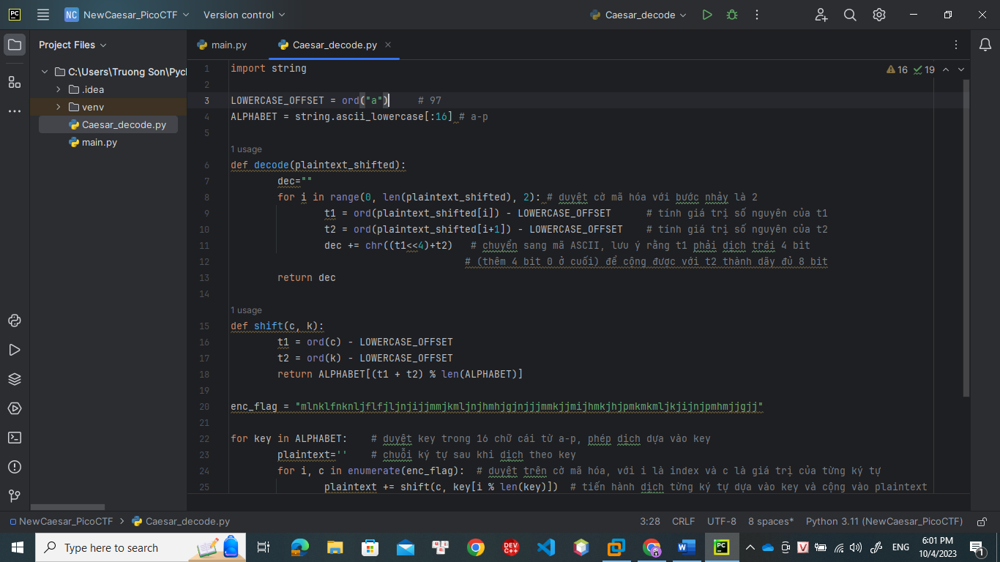 NC NewCaesar_PicoCTF Version control Caesar_decode
Project Files main.py Caesar_decode.py
C:\Users\Truong Son\Pycl
.idea
venv
Caesar_decode.py
main.py
16 19
1 import string
2
3 LOWERCASE_OFFSET = ord("a") # 97
4 ALPHABET = string.ascii_lowercase[:16] # a-p
5
1 usage
6 def decode(plaintext_shifted):
7 dec=""
8 for i in range(0, len(plaintext_shifted), 2): # duyệt cờ mã hóa với bước nhảy là 2
9 t1 = ord(plaintext_shifted[i]) - LOWERCASE_OFFSET # tính giá trị số nguyên của t1
10 t2 = ord(plaintext_shifted[i+1]) - LOWERCASE_OFFSET # tính giá trị số nguyên của t2
11 dec += chr((t1<<4)+t2) # chuyển sang mã ASCII, lưu ý rằng t1 phải dịch trái 4 bit
12 # (thêm 4 bit 0 ở cuối) để cộng được với t2 thành dãy đủ 8 bit
13 return dec
14
1 usage
15 def shift(c, k):
16 t1 = ord(c) - LOWERCASE_OFFSET
17 t2 = ord(k) - LOWERCASE_OFFSET
18 return ALPHABET[(t1 + t2) % len(ALPHABET)]
19
20 enc_flag = "mlnklfnknljflfjljnjijjmmjkmljnjhmhjgjnjjjmmkjjmijhmkjhjpmkmkmljkjijnjpmhmjjgjj"
21
22 for key in ALPHABET: # duyệt key trong 16 chữ cái từ a-p, phép dịch dựa vào key
23 plaintext='' # chuỗi ký tự sau khi dịch theo key
24 for i, c in enumerate(enc_flag): # duyệt trên cờ mã hóa, với i là index và c là giá trị của từng ký tự
25 plaintext += shift(c, key[i % len(key)]) # tiến hành dịch từng ký tự dựa vào key và cộng vào plaintext
NewCaesar_PicoCTF Caesar_decode.py 3:28 CRLF UTF-8 8 spaces* Python 3.11 (NewCaesar_PicoCTF)
Type here to search
ENG
6:01 PM
10/4/2023
1